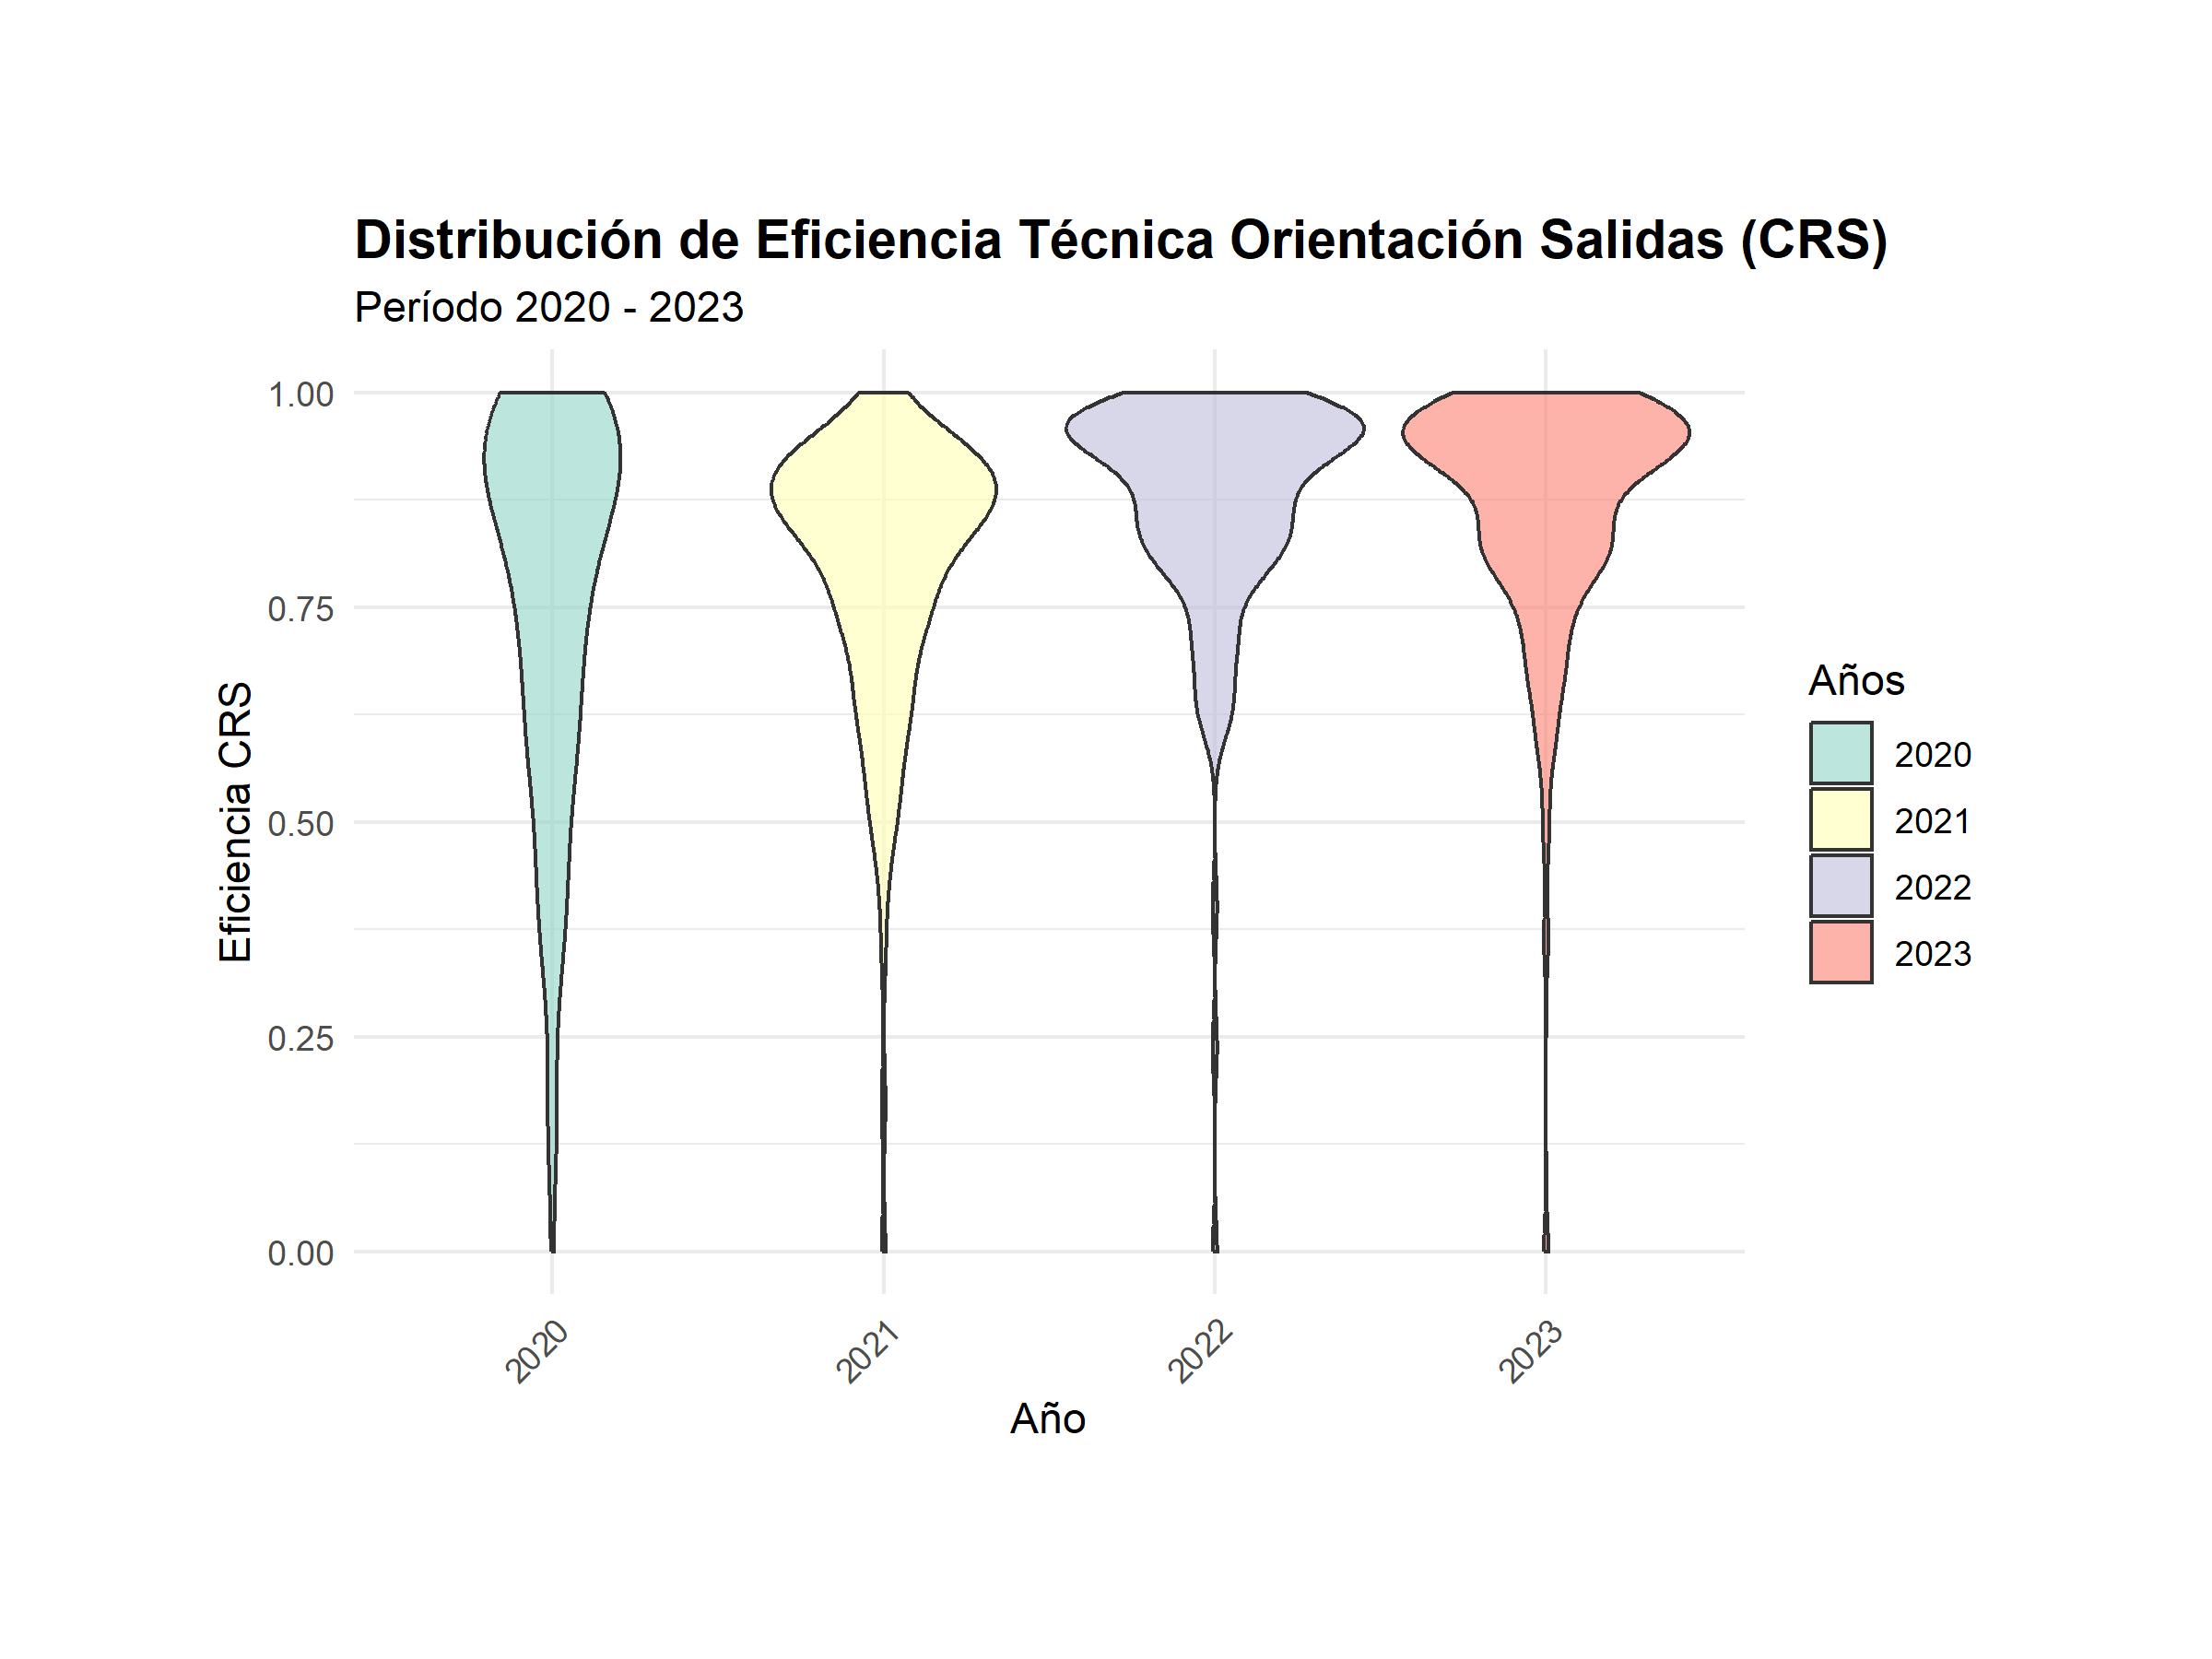 Distribución de Eficiencia Técnica Orientación Salidas (CRS)
Período 2020 - 2023
Eficiencia CRS
1.00
0.75
0.50
0.25
0.00
2020
2021
2022
2023
Año
Años
2020
2021
2022
2023